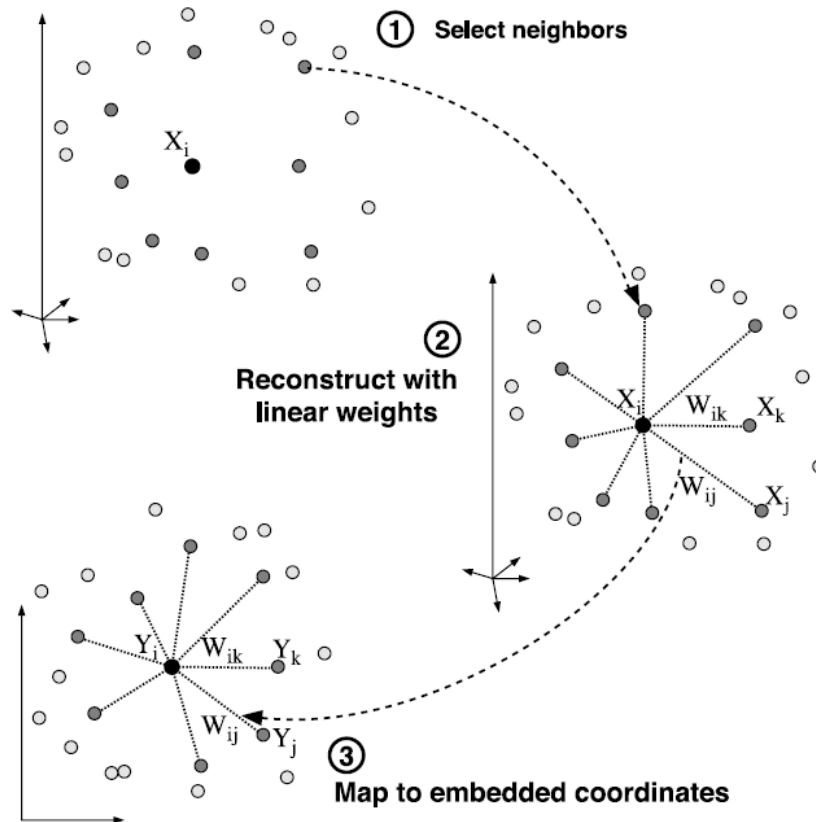 ① Select neighbors
X_i
②
Reconstruct with
linear weights
X_i W_ik X_k
W_ij X_j
Y_i W_ik Y_k
W_ij Y_j
③
Map to embedded coordinates